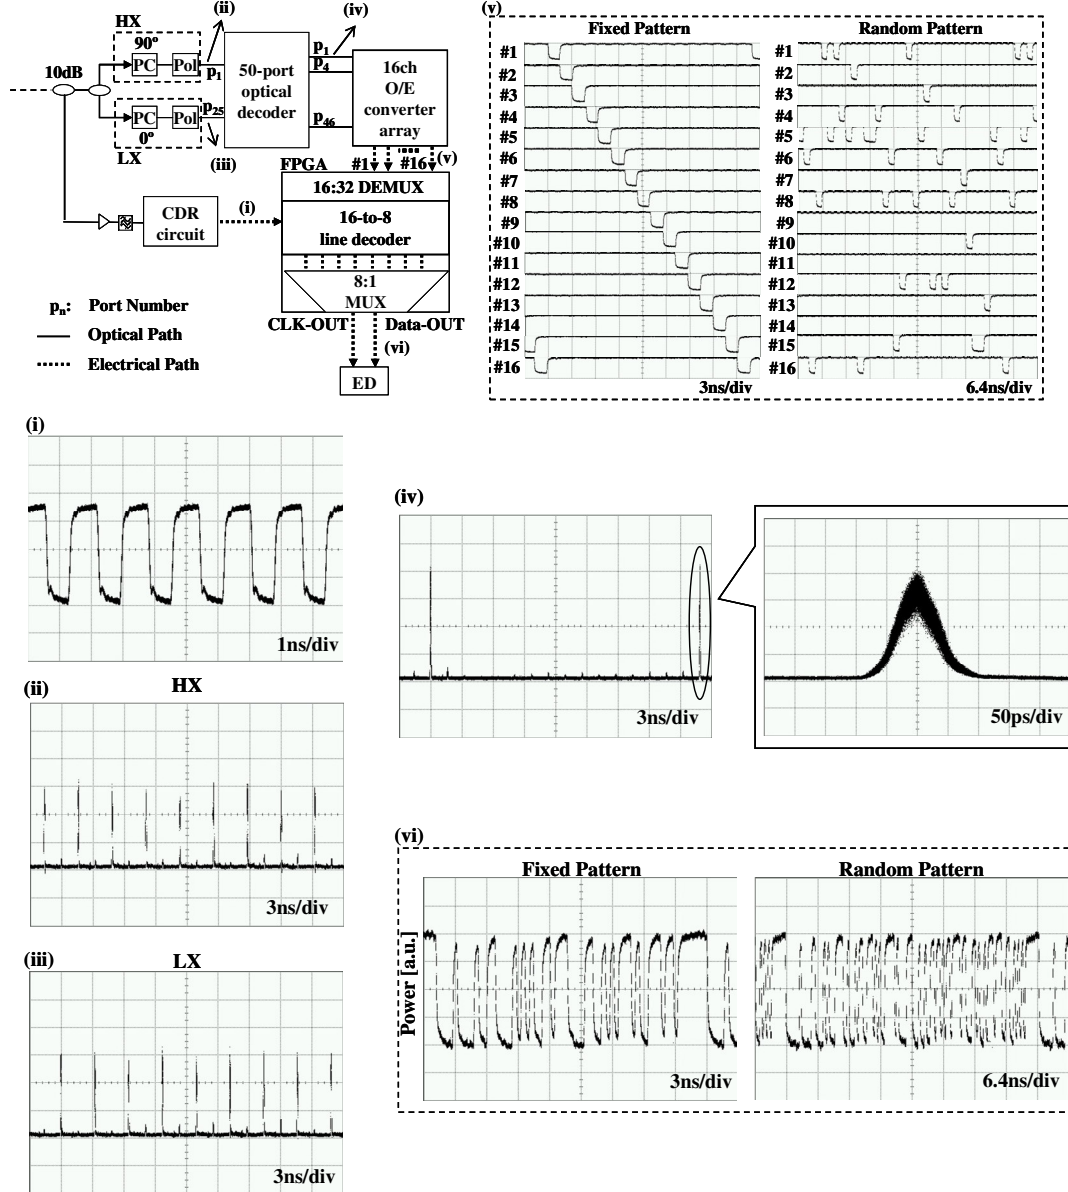 HX
(ii)
(iv)
90º
PC
Pol
p1
10dB
50-port
optical
decoder
p1
p4
p46
16ch
O/E
converter
array
p25
PC
Pol
0º
LX
(iii)
#1
#16
(v)
FPGA
16:32 DEMUX
16-to-8
line decoder
8:1
MUX
(i)
CDR
circuit
CLK-OUT
Data-OUT
(vi)
ED
pn: Port Number
Optical Path
Electrical Path
(v)
Fixed Pattern
#1
#2
#3
#4
#5
#6
#7
#8
#9
#10
#11
#12
#13
#14
#15
#16
3ns/div
Random Pattern
#1
#2
#3
#4
#5
#6
#7
#8
#9
#10
#11
#12
#13
#14
#15
#16
6.4ns/div
(i)
1ns/div
(ii)
HX
3ns/div
(iii)
LX
3ns/div
(iv)
3ns/div
50ps/div
(vi)
Fixed Pattern
Random Pattern
Power [a.u.]
3ns/div
6.4ns/div